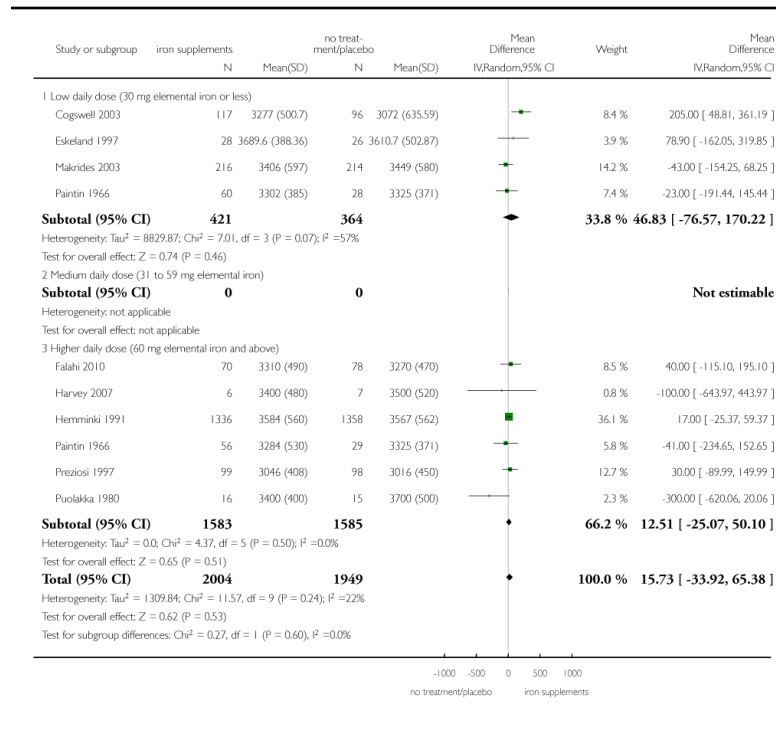 Study or subgroup iron supplements no treat-ment/placebo Mean Difference Weight Mean Difference
N Mean(SD) N Mean(SD) IV,Random,95% CI IV,Random,95% CI
1 Low daily dose (30 mg elemental iron or less)
Cogswell 2003 117 3277 (500.7) 96 3072 (635.59) 8.4 % 205.00 [ 48.81, 361.19 ]
Eskeland 1997 28 3689.6 (388.36) 26 3610.7 (502.87) 3.9 % 78.90 [ -162.05, 319.85 ]
Makrides 2003 216 3406 (597) 214 3449 (580) 14.2 % -43.00 [ -154.25, 68.25 ]
Paintin 1966 60 3302 (385) 28 3325 (371) 7.4 % -23.00 [ -191.44, 145.44 ]
Subtotal (95% CI) 421 364 33.8 % 46.83 [ -76.57, 170.22 ]
Heterogeneity: Tau² = 8829.87; Chi² = 7.01, df = 3 (P = 0.07); I² =57%
Test for overall effect: Z = 0.74 (P = 0.46)
2 Medium daily dose (31 to 59 mg elemental iron)
Subtotal (95% CI) 0 0 Not estimable
Heterogeneity: not applicable
Test for overall effect: not applicable
3 Higher daily dose (60 mg elemental iron and above)
Falahi 2010 70 3310 (490) 78 3270 (470) 8.5 % 40.00 [ -115.10, 195.10 ]
Harvey 2007 6 3400 (480) 7 3500 (520) 0.8 % -100.00 [ -643.97, 443.97 ]
Hemminki 1991 1336 3584 (560) 1358 3567 (562) 36.1 % 17.00 [ -25.37, 59.37 ]
Paintin 1966 56 3284 (530) 29 3325 (371) 5.8 % -41.00 [ -234.65, 152.65 ]
Preziosi 1997 99 3046 (408) 98 3016 (450) 12.7 % 30.00 [ -89.99, 149.99 ]
Puolakka 1980 16 3400 (400) 15 3700 (500) 2.3 % -300.00 [ -620.06, 20.06 ]
Subtotal (95% CI) 1583 1585 66.2 % 12.51 [ -25.07, 50.10 ]
Heterogeneity: Tau² = 0.0; Chi² = 4.37, df = 5 (P = 0.50); I² =0.0%
Test for overall effect: Z = 0.65 (P = 0.51)
Total (95% CI) 2004 1949 100.0 % 15.73 [ -33.92, 65.38 ]
Heterogeneity: Tau² = 1309.84; Chi² = 11.57, df = 9 (P = 0.24); I² =22%
Test for overall effect: Z = 0.62 (P = 0.53)
Test for subgroup differences: Chi² = 0.27, df = 1 (P = 0.60), I² =0.0%
-1000 -500 0 500 1000
no treatment/placebo iron supplements